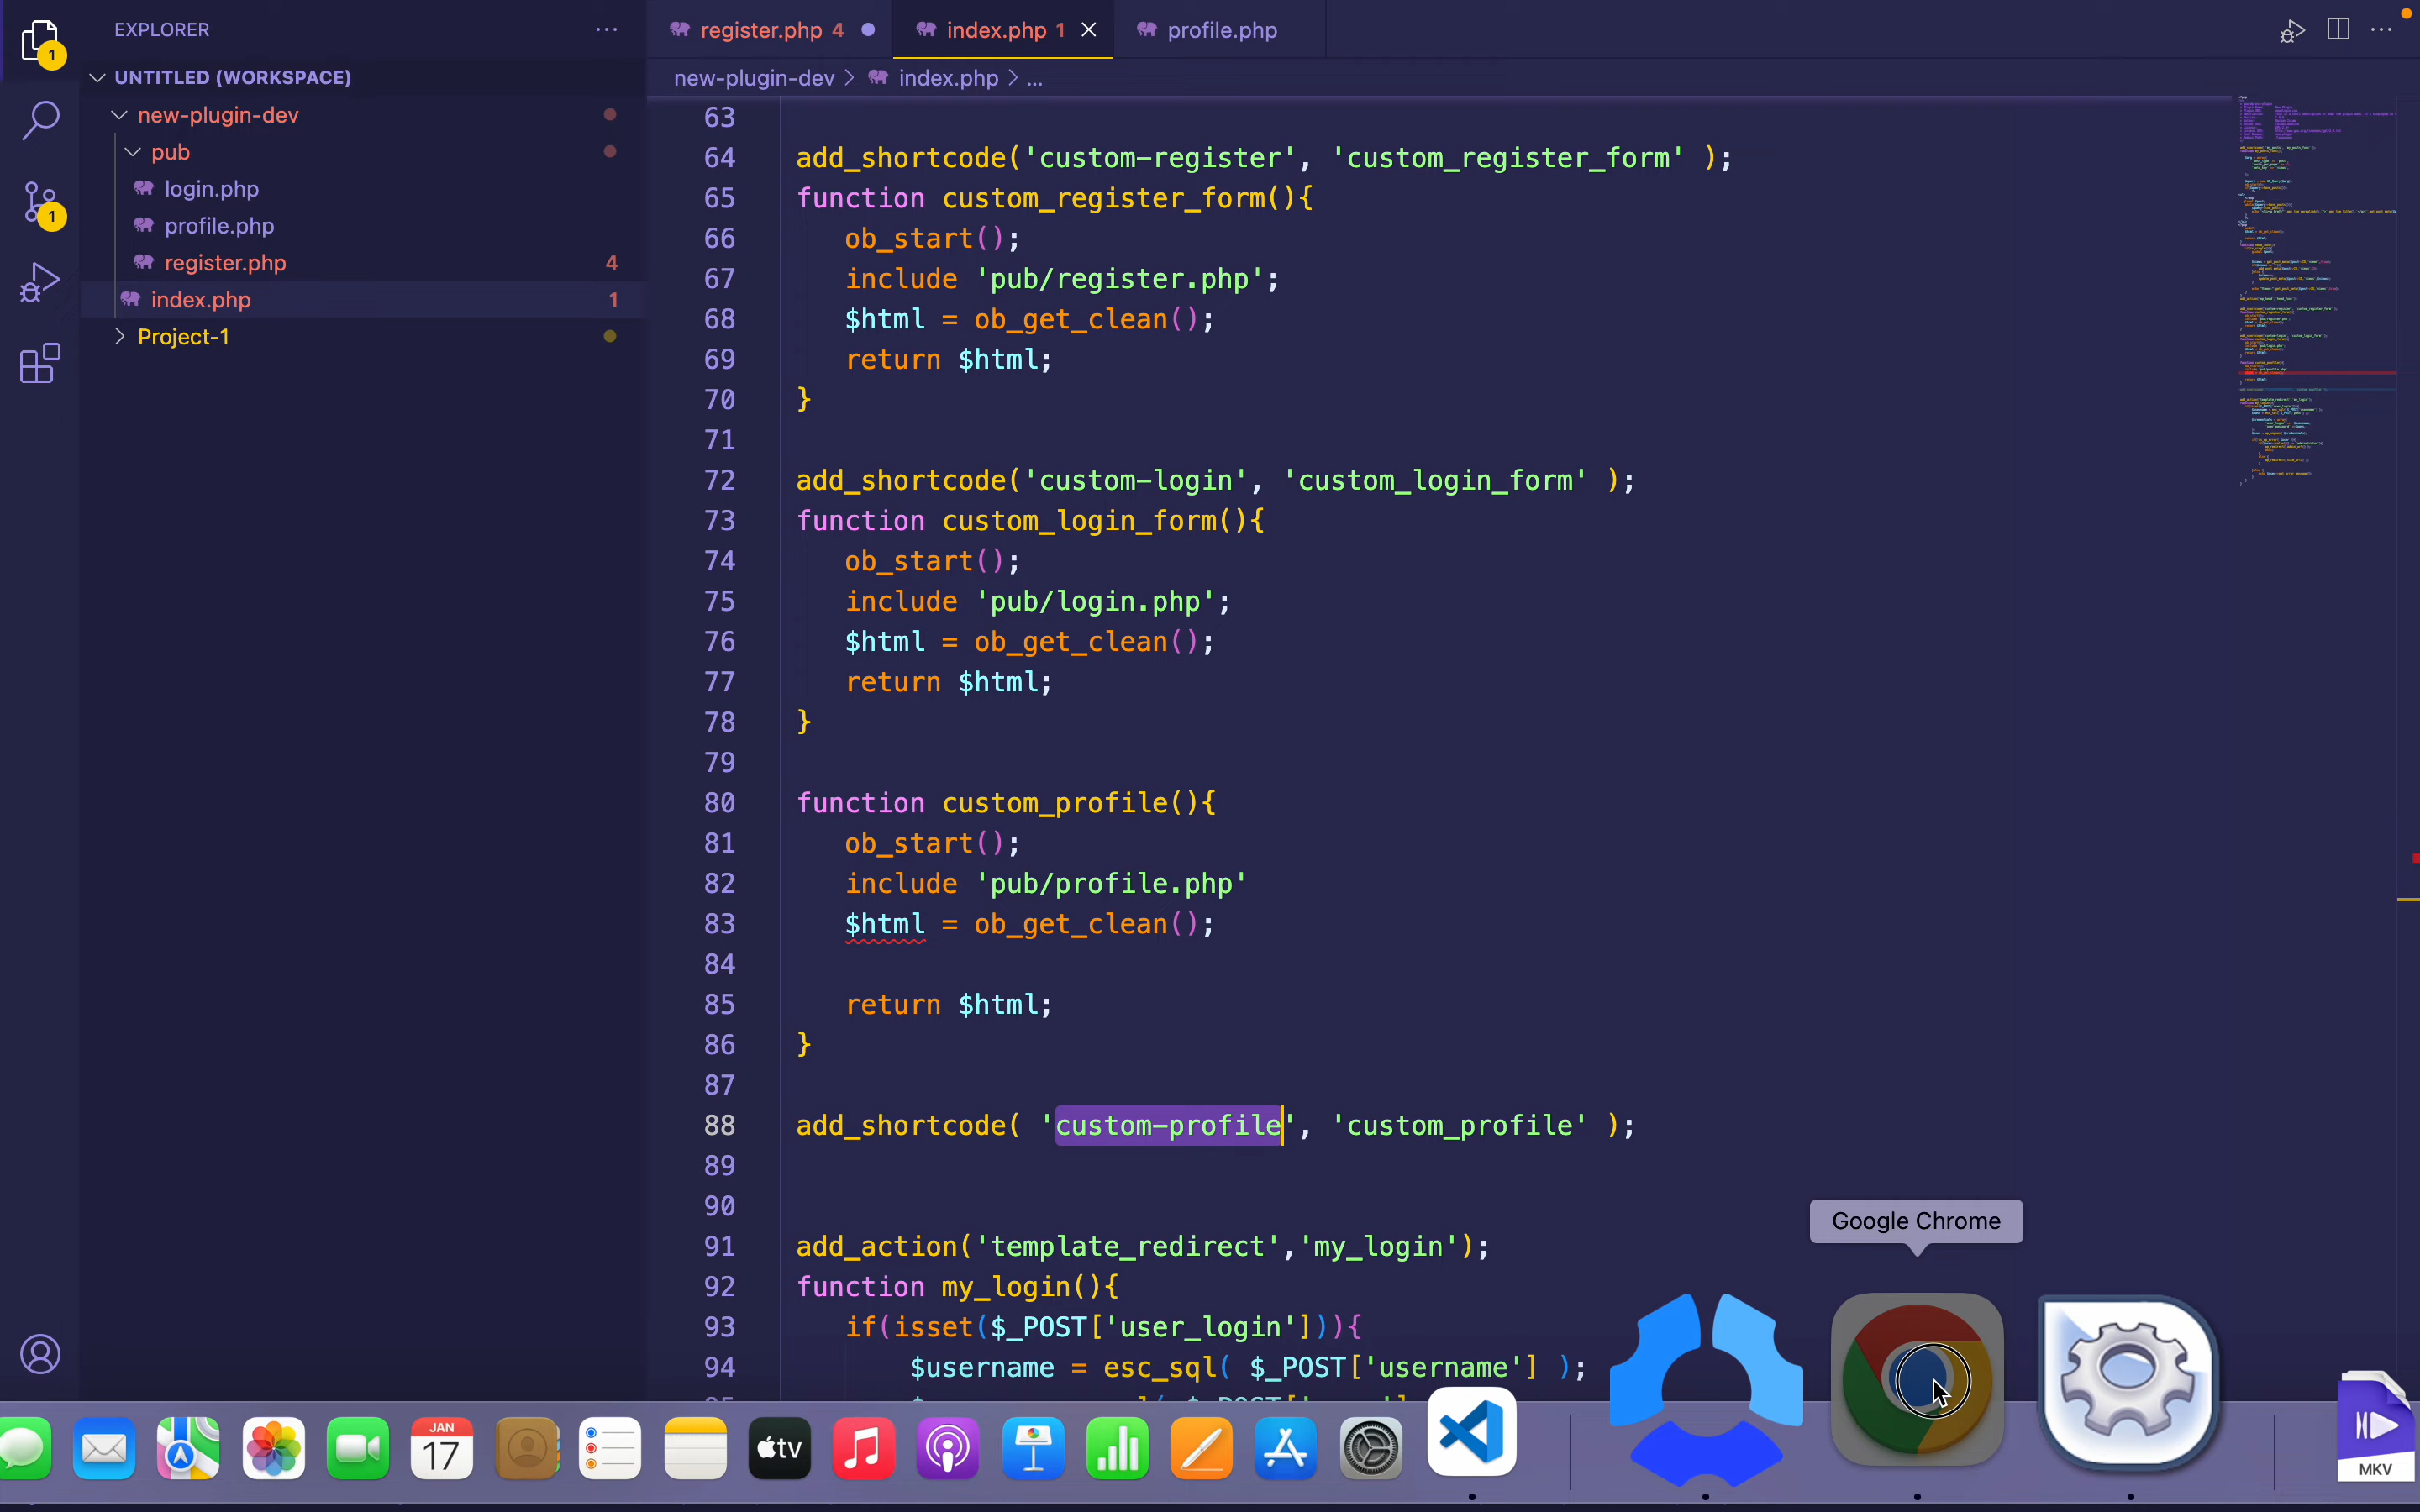 EXPLORER
UNTITLED (WORKSPACE)
new-plugin-dev
pub
login.php
profile.php
register.php 4
index.php 1
Project-1
1
1
register.php 4
index.php 1
profile.php
new-plugin-dev > index.php > ...
63
64 add_shortcode('custom-register', 'custom_register_form' );
65 function custom_register_form(){
66 ob_start();
67 include 'pub/register.php';
68 $html = ob_get_clean();
69 return $html;
70 }
71
72 add_shortcode('custom-login', 'custom_login_form' );
73 function custom_login_form(){
74 ob_start();
75 include 'pub/login.php';
76 $html = ob_get_clean();
77 return $html;
78 }
79
80 function custom_profile(){
81 ob_start();
82 include 'pub/profile.php'
83 $html = ob_get_clean();
84
85 return $html;
86 }
87
88 add_shortcode( 'custom-profile', 'custom_profile' );
89
90
91 add_action('template_redirect','my_login');
92 function my_login(){
93 if(isset($_POST['user_login'])){
94 $username = esc_sql( $_POST['username'] );
Google Chrome
JAN
17
tv
MKV